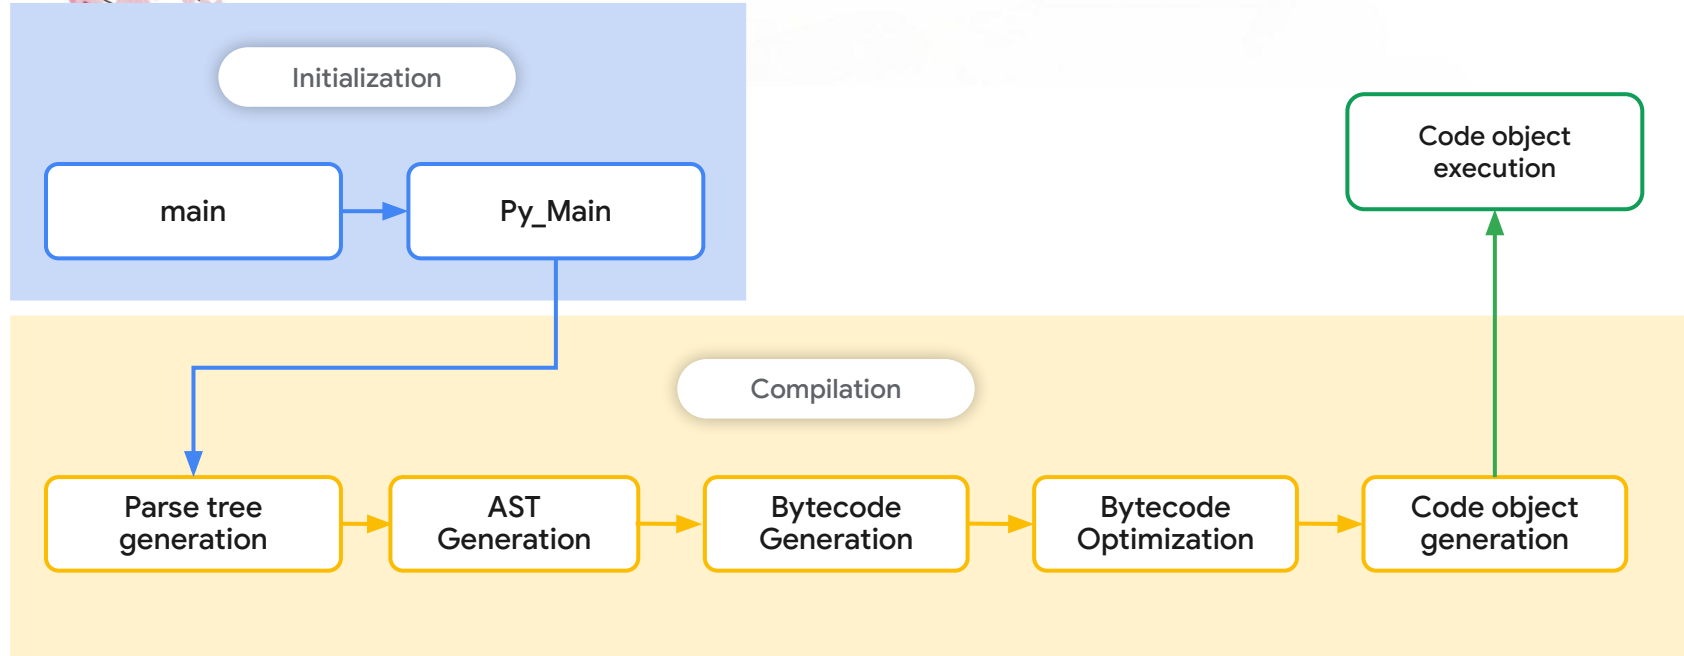 Initialization
main
Py_Main
Code object
execution
Compilation
Parse tree
generation
AST
Generation
Bytecode
Generation
Bytecode
Optimization
Code object
generation